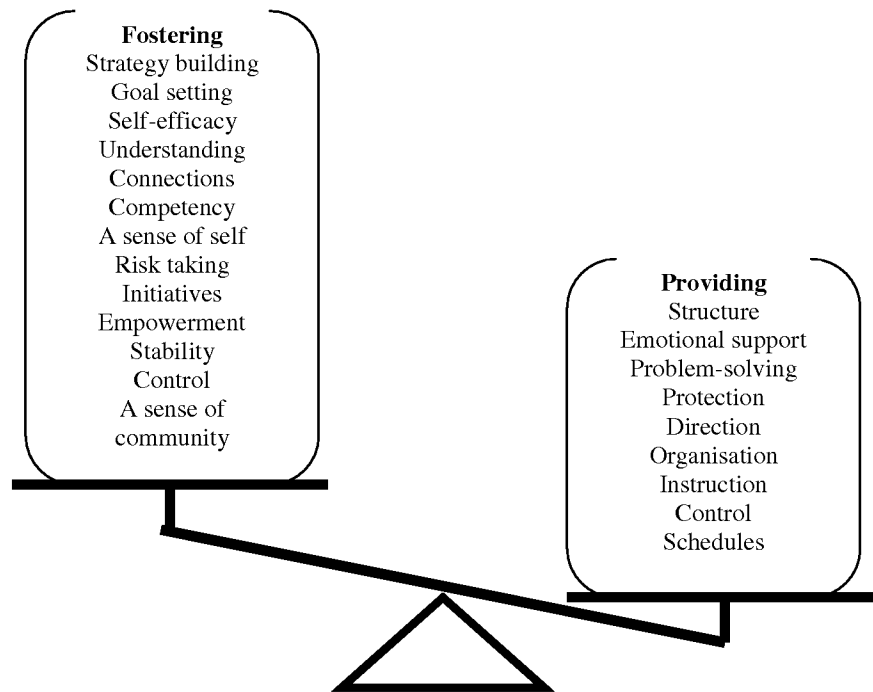 Fostering
Strategy building
Goal setting
Self-efficacy
Understanding
Connections
Competency
A sense of self
Risk taking
Initiatives
Empowerment
Stability
Control
A sense of
community
Providing
Structure
Emotional support
Problem-solving
Protection
Direction
Organisation
Instruction
Control
Schedules